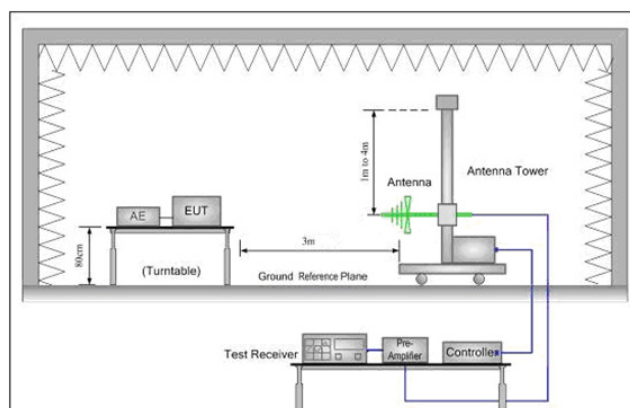 1m to 4m
Antenna
Antenna Tower
AE
EUT
80cm
(Turntable)
3m
Ground Reference Plane
Test Receiver
Pre-
Amplifier
Controller